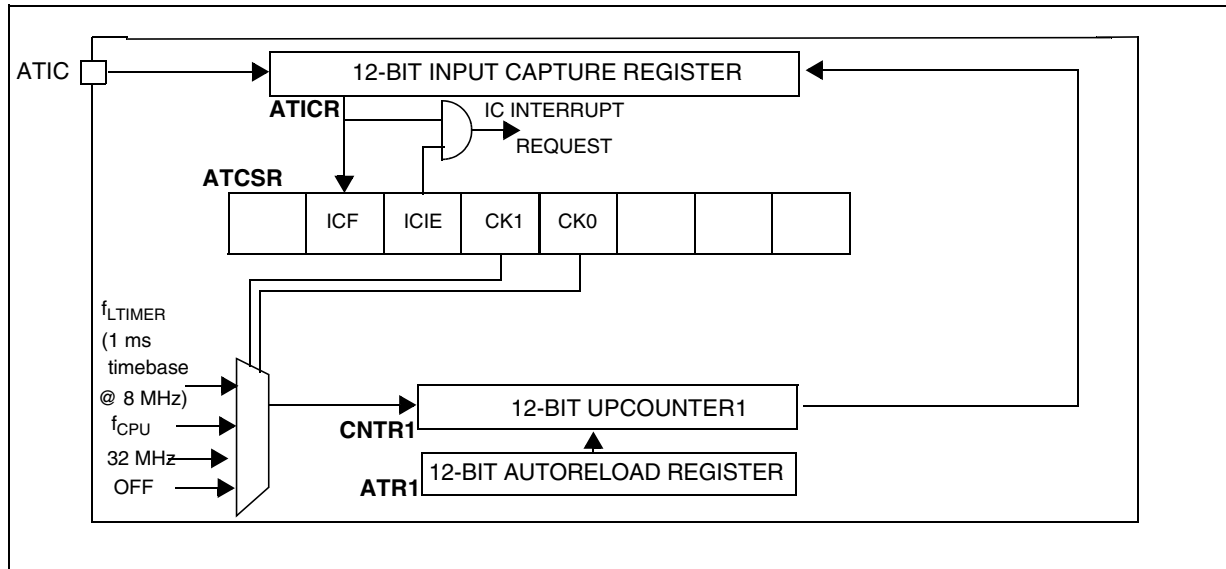 ATIC
12-BIT INPUT CAPTURE REGISTER
ATICR
IC INTERRUPT
REQUEST
ATCSR
ICF
ICIE
CK1
CK0
fLTIMER
(1 ms
timebase
@ 8 MHz)
fCPU
32 MHz
OFF
12-BIT UPCOUNTER1
CNTR1
12-BIT AUTORELOAD REGISTER
ATR1